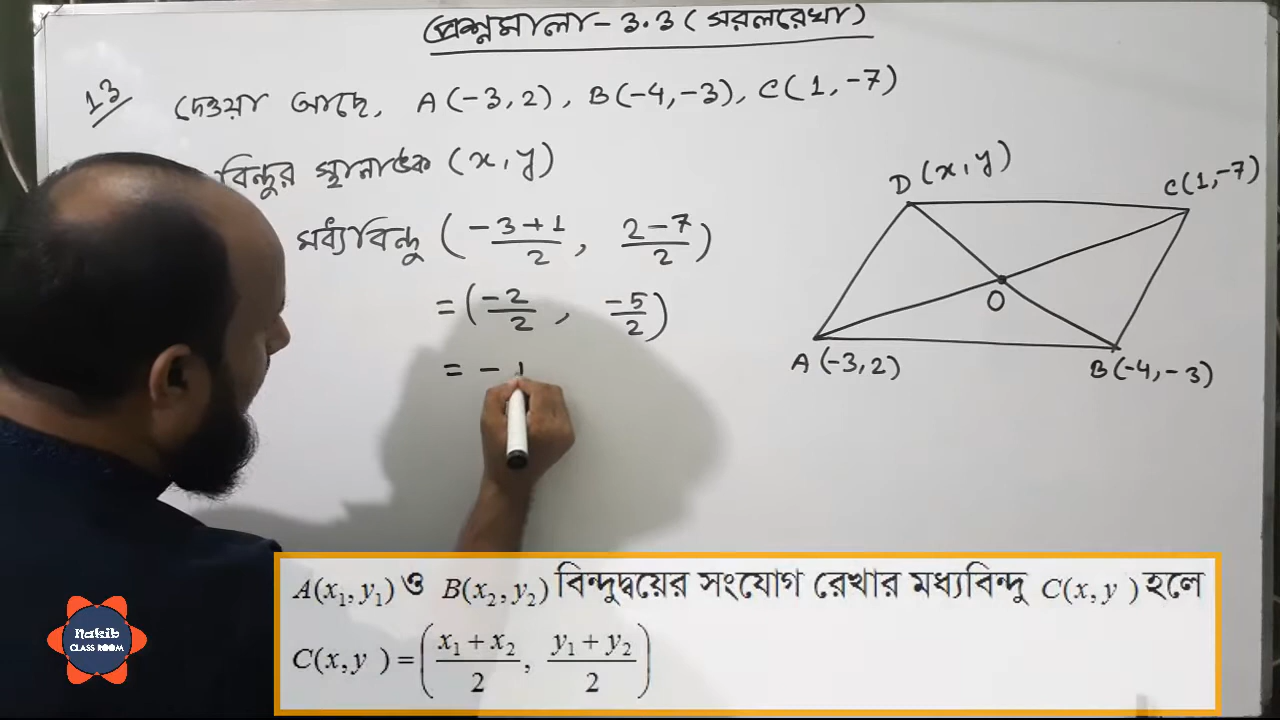 প্রশ্নমালা - 3.3 (সরলরেখা)
13 দেওয়া আছে, A(-3,2), B(-4,-3), C(1,-7)
বিন্দুর স্থানাঙ্ক (x,y)
মধ্যবিন্দু (-3+1/2, 2-7/2)
= (-2/2, -5/2)
= -1
D(x,y)
C(1,-7)
O
A(-3,2)
B(-4,-3)
A(x₁,y₁) ও B(x₂,y₂) বিন্দুদ্বয়ের সংযোগ রেখার মধ্যবিন্দু C(x,y) হলে
C(x,y) = (x₁+x₂/2, y₁+y₂/2)
Nakib
CLASS ROOM